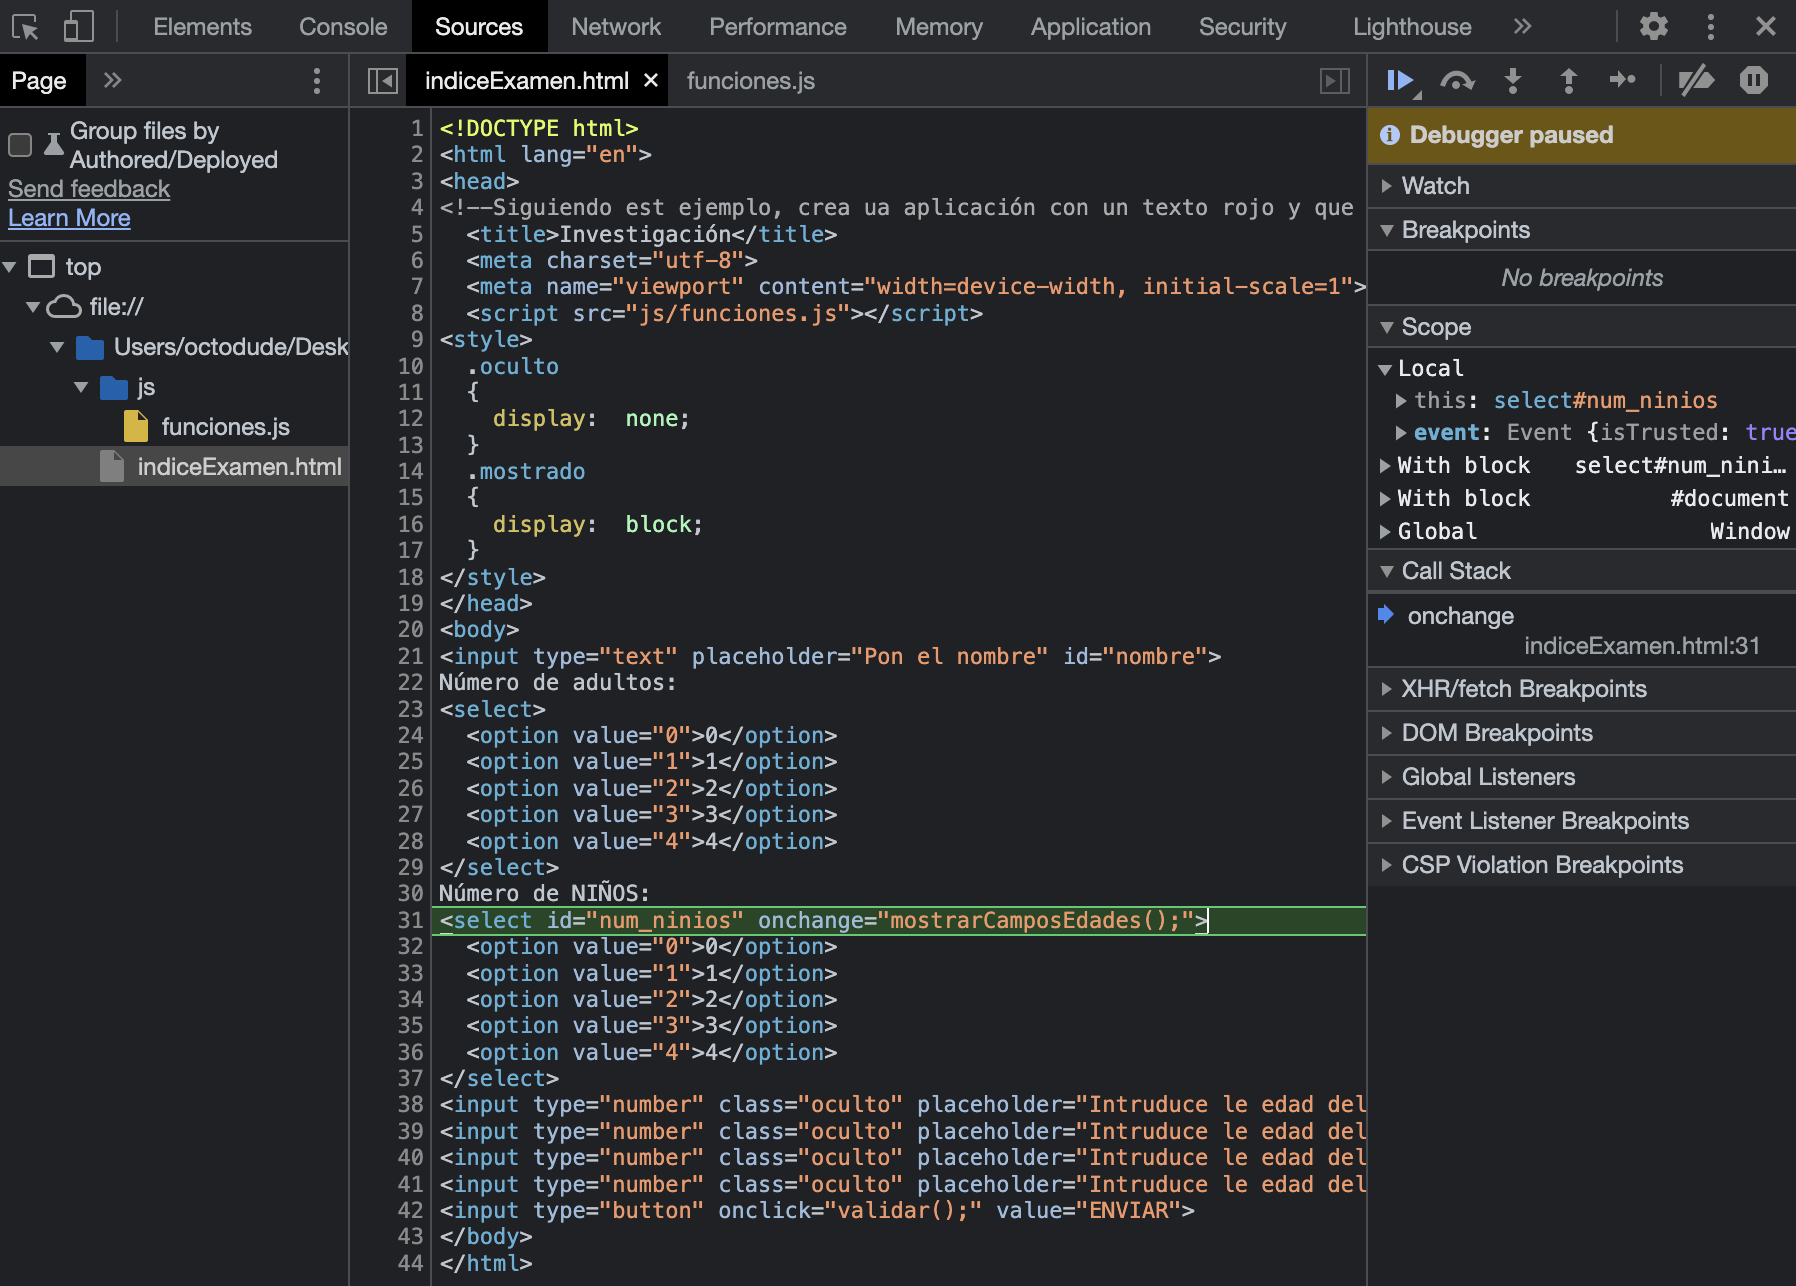 Elements Console Sources Network Performance Memory Application Security Lighthouse
Page
indiceExamen.html
funciones.js
Group files by
Authored/Deployed
Send feedback
Learn More
top
file://
Users/octodude/Desk
js
funciones.js
indiceExamen.html
1 <!DOCTYPE html>
2 <html lang="en">
3 <head>
4 <!--Siguiendo est ejemplo, crea ua aplicación con un texto rojo y que
5 <title>Investigación</title>
6 <meta charset="utf-8">
7 <meta name="viewport" content="width=device-width, initial-scale=1">
8 <script src="js/funciones.js"></script>
9 <style>
10 .oculto
11 {
12 display: none;
13 }
14 .mostrado
15 {
16 display: block;
17 }
18 </style>
19 </head>
20 <body>
21 <input type="text" placeholder="Pon el nombre" id="nombre">
22 Número de adultos:
23 <select>
24 <option value="0">0</option>
25 <option value="1">1</option>
26 <option value="2">2</option>
27 <option value="3">3</option>
28 <option value="4">4</option>
29 </select>
30 Número de NIÑOS:
31 <select id="num_ninios" onchange="mostrarCamposEdades();">
32 <option value="0">0</option>
33 <option value="1">1</option>
34 <option value="2">2</option>
35 <option value="3">3</option>
36 <option value="4">4</option>
37 </select>
38 <input type="number" class="oculto" placeholder="Intruduce le edad del
39 <input type="number" class="oculto" placeholder="Intruduce le edad del
40 <input type="number" class="oculto" placeholder="Intruduce le edad del
41 <input type="number" class="oculto" placeholder="Intruduce le edad del
42 <input type="button" onclick="validar();" value="ENVIAR">
43 </body>
44 </html>
Debugger paused
Watch
Breakpoints
No breakpoints
Scope
Local
this: select#num_ninios
event: Event {isTrusted: true
With block select#num_nini…
With block #document
Global Window
Call Stack
onchange
indiceExamen.html:31
XHR/fetch Breakpoints
DOM Breakpoints
Global Listeners
Event Listener Breakpoints
CSP Violation Breakpoints